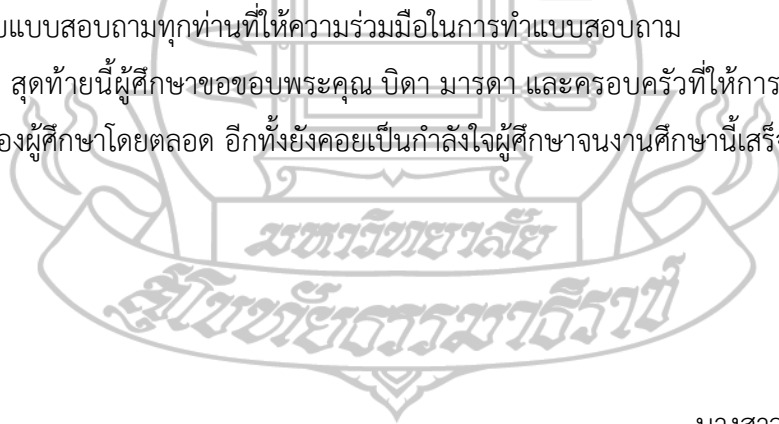 บแบบสอบถามทุกท่านที่ให้ความร่วมมือในการทำแบบสอบถาม
สุดท้ายนี้ผู้ศึกษาขอขอบพระคุณ บิดา มารดา และครอบครัวที่ให้การ
องผู้ศึกษาโดยตลอด อีกทั้งยังคอยเป็นกำลังใจผู้ศึกษาจนงานศึกษานี้เสร็จ
มหาวิทยาลัย
สุโขทัยธรรมาธิราช